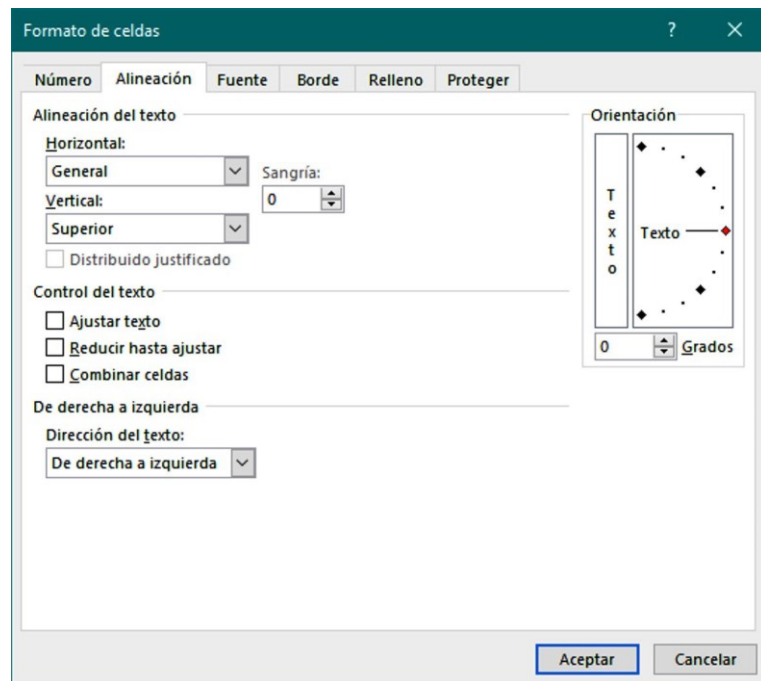 Formato de celdas ?
Número Alineación Fuente Borde Relleno Proteger
Alineación del texto
Horizontal:
General
Sangría:
0
Vertical:
Superior
Distribuido justificado
Control del texto
Ajustar texto
Reducir hasta ajustar
Combinar celdas
De derecha a izquierda
Dirección del texto:
De derecha a izquierda
Orientación
Texto
Texto
0 Grados
Aceptar Cancelar